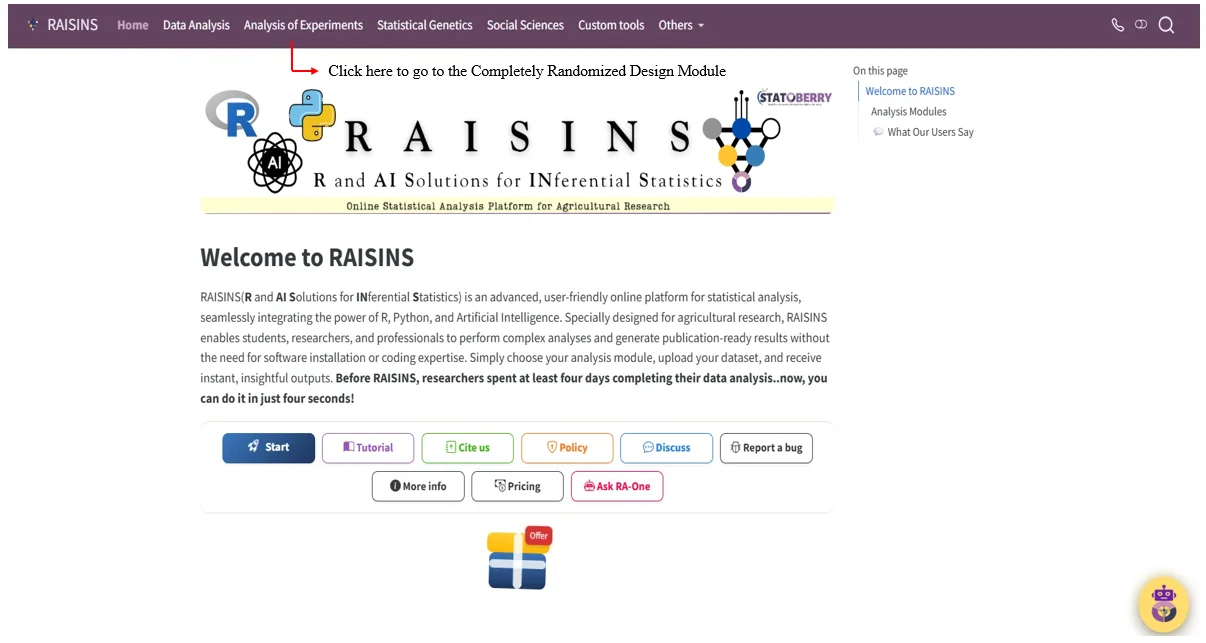 RAISINS Home Data Analysis Analysis of Experiments Statistical Genetics Social Sciences Custom tools Others
Click here to go to the Completely Randomized Design Module
On this page
Welcome to RAISINS
Analysis Modules
What Our Users Say
R
AI
STATOBERRY
RAISINS
R and AI Solutions for INferential Statistics
Online Statistical Analysis Platform for Agricultural Research
Welcome to RAISINS
RAISINS(R and AI Solutions for INferential Statistics) is an advanced, user-friendly online platform for statistical analysis,
seamlessly integrating the power of R, Python, and Artificial Intelligence. Specially designed for agricultural research, RAISINS
enables students, researchers, and professionals to perform complex analyses and generate publication-ready results without
the need for software installation or coding expertise. Simply choose your analysis module, upload your dataset, and receive
instant, insightful outputs. Before RAISINS, researchers spent at least four days completing their data analysis..now, you
can do it in just four seconds!
Start Tutorial Cite us Policy Discuss Report a bug
More info Pricing Ask RA-One
Offer